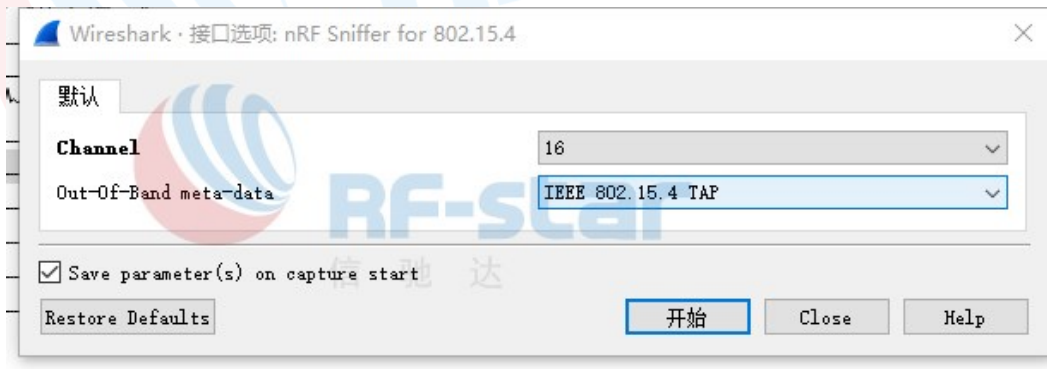 Wireshark · 接口选项: nRF Sniffer for 802.15.4
默认
Channel
16
Out-Of-Band meta-data
IEEE 802.15.4 TAP
RF-star
信驰达
Save parameter(s) on capture start
Restore Defaults
开始
Close
Help